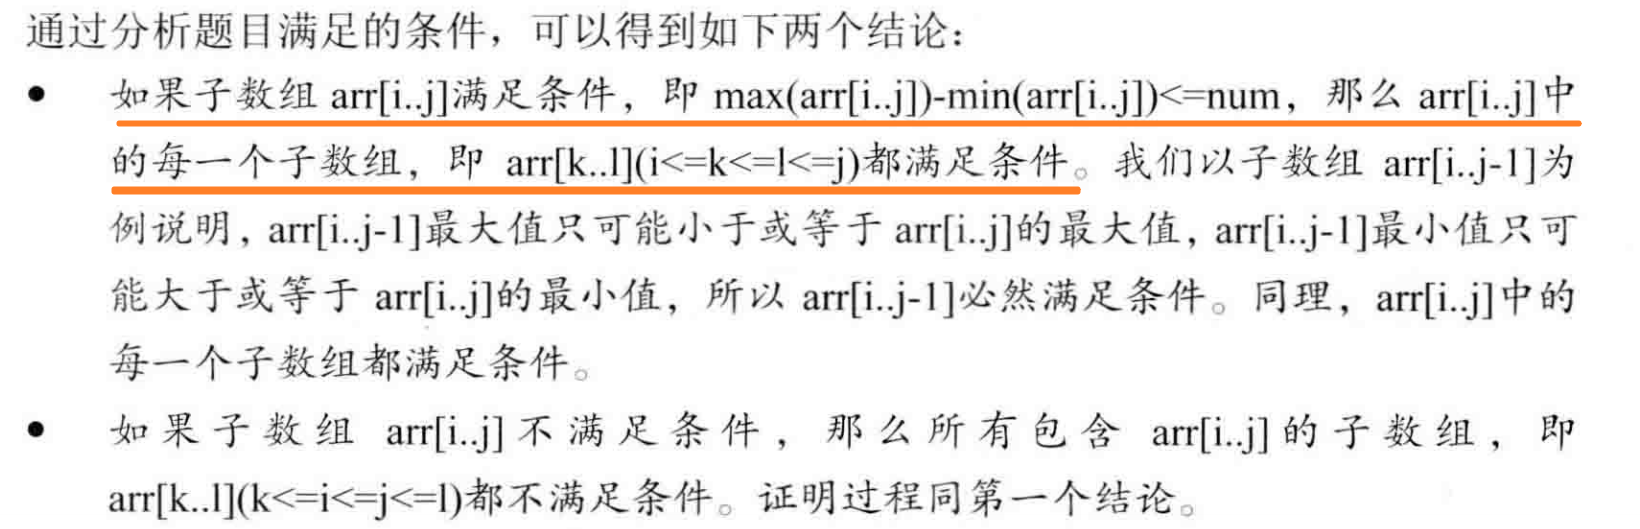 通过分析题目满足的条件，可以得到如下两个结论：
● 如果子数组 arr[i..j]满足条件，即 max(arr[i..j])-min(arr[i..j])<=num，那么 arr[i..j]中
的每一个子数组，即 arr[k..l](i<=k<=l<=j)都满足条件。我们以子数组 arr[i..j-1]为
例说明，arr[i..j-1]最大值只可能小于或等于 arr[i..j]的最大值，arr[i..j-1]最小值只可
能大于或等于 arr[i..j]的最小值，所以 arr[i..j-1]必然满足条件。同理，arr[i..j]中的
每一个子数组都满足条件。
● 如果子数组 arr[i..j]不满足条件，那么所有包含 arr[i..j]的子数组，即
arr[k..l](k<=i<=j<=l)都不满足条件。证明过程同第一个结论。